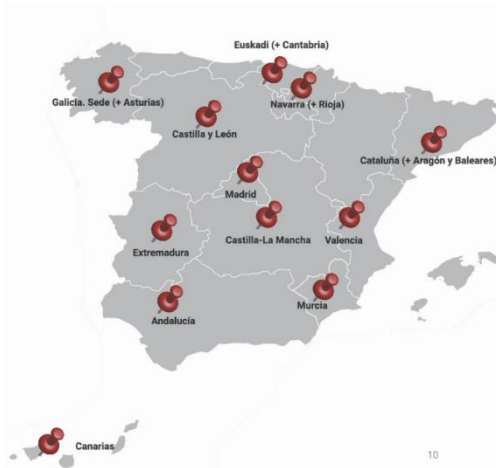 Euskadi (+ Cantabria)
Galicia. Sede (+ Asturias)
Navarra (+ Rioja)
Castilla y León
Cataluña (+ Aragón y Baleares)
Madrid
Castilla-La Mancha
Valencia
Extremadura
Murcia
Andalucía
Canarias
10